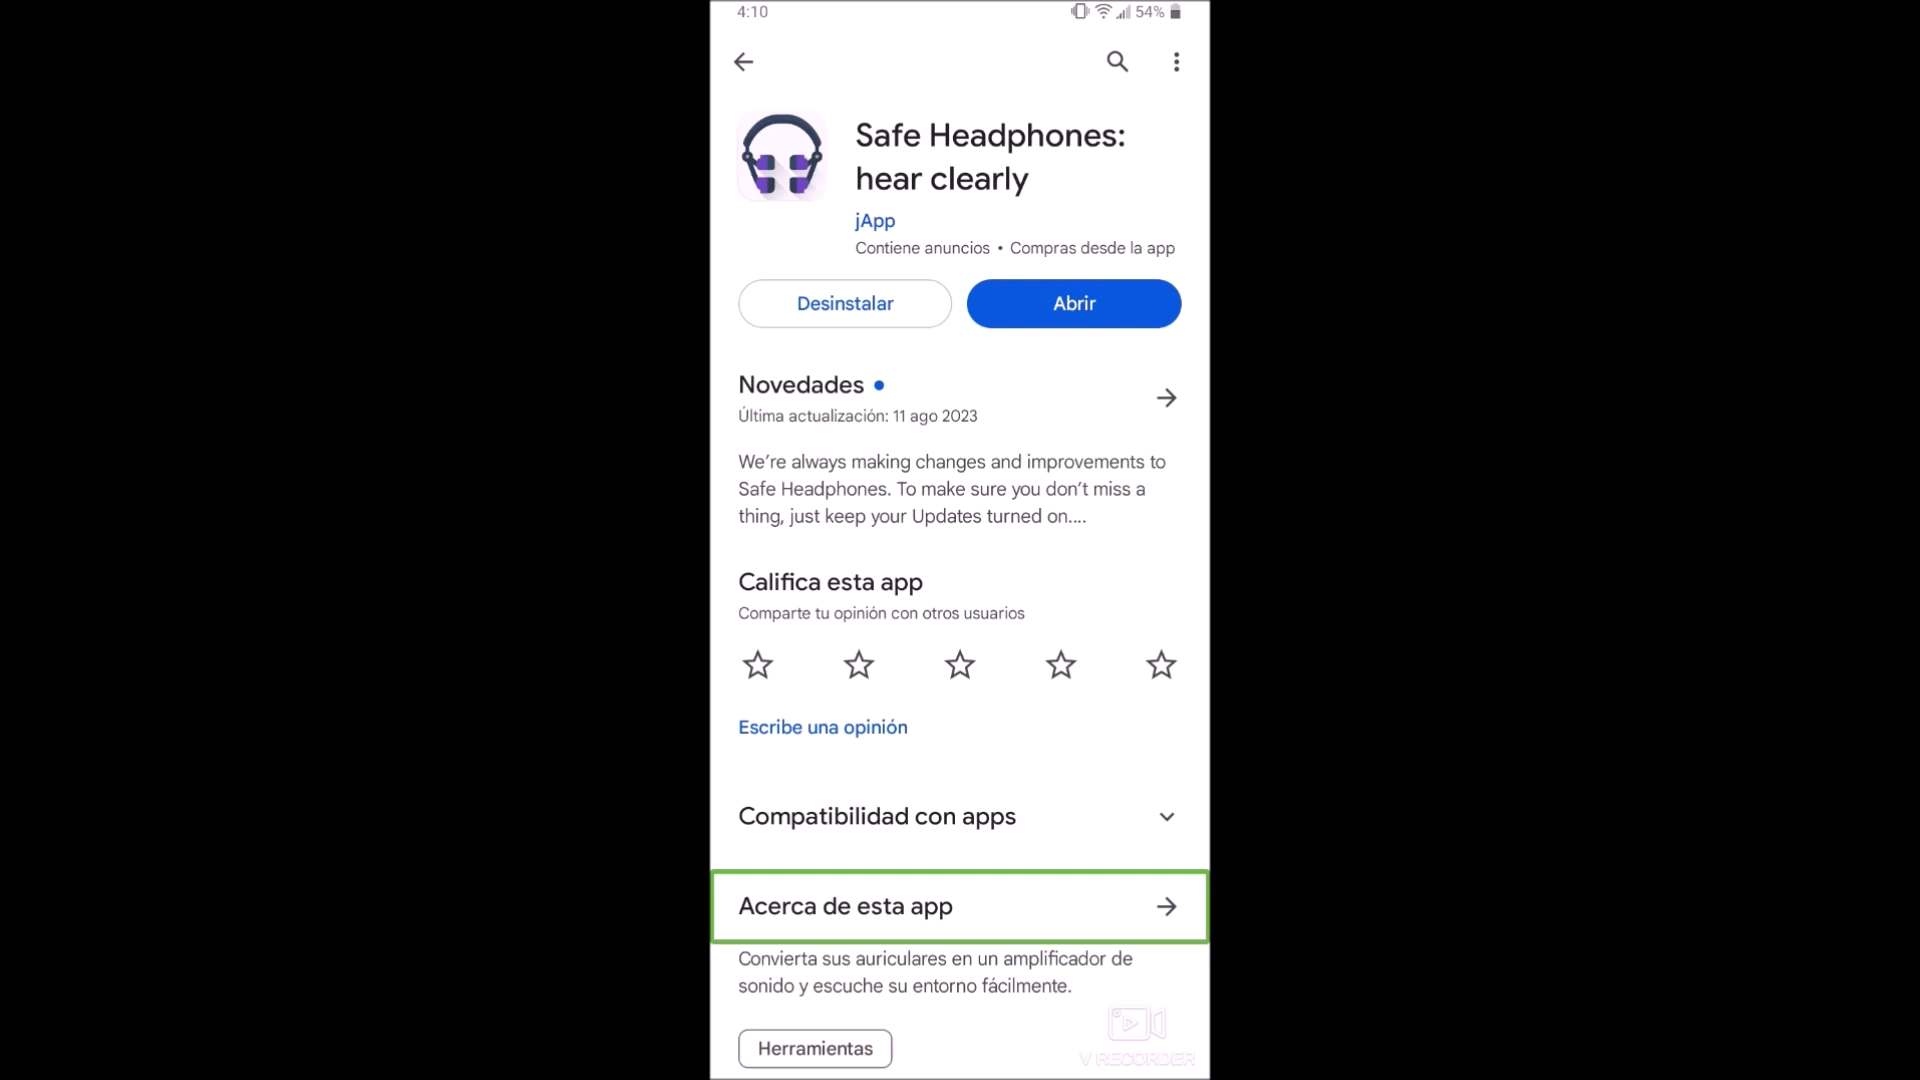 4:10
54%
Safe Headphones:
hear clearly
jApp
Contiene anuncios • Compras desde la app
Desinstalar
Abrir
Novedades
Última actualización: 11 ago 2023
We’re always making changes and improvements to
Safe Headphones. To make sure you don’t miss a
thing, just keep your Updates turned on....
Califica esta app
Comparte tu opinión con otros usuarios
Escribe una opinión
Compatibilidad con apps
Acerca de esta app
Convierta sus auriculares en un amplificador de
sonido y escuche su entorno fácilmente.
Herramientas
V RECORDER